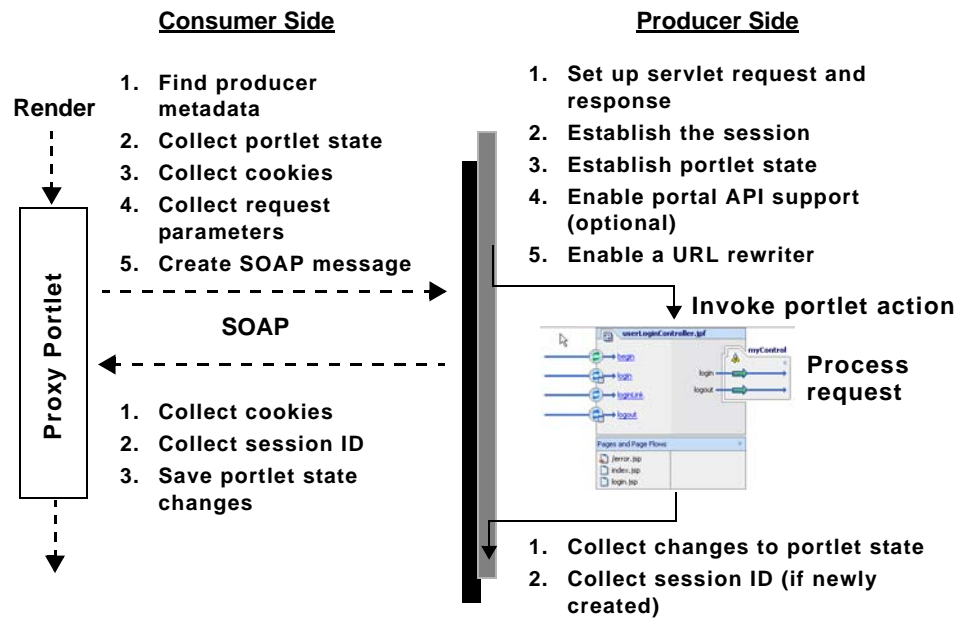 Consumer Side
Producer Side
Render
1. Find producer
metadata
2. Collect portlet state
3. Collect cookies
4. Collect request
parameters
5. Create SOAP message
SOAP
Proxy Portlet
1. Collect cookies
2. Collect session ID
3. Save portlet state
changes
1. Set up servlet request and
response
2. Establish the session
3. Establish portlet state
4. Enable portal API support
(optional)
5. Enable a URL rewriter
Invoke portlet action
userLoginController.jpf
begin
login
loginLink
logout
myControl
login
logout
Pages and Page Flows
/error.jsp
index.jsp
login.jsp
Process
request
1. Collect changes to portlet state
2. Collect session ID (if newly
created)